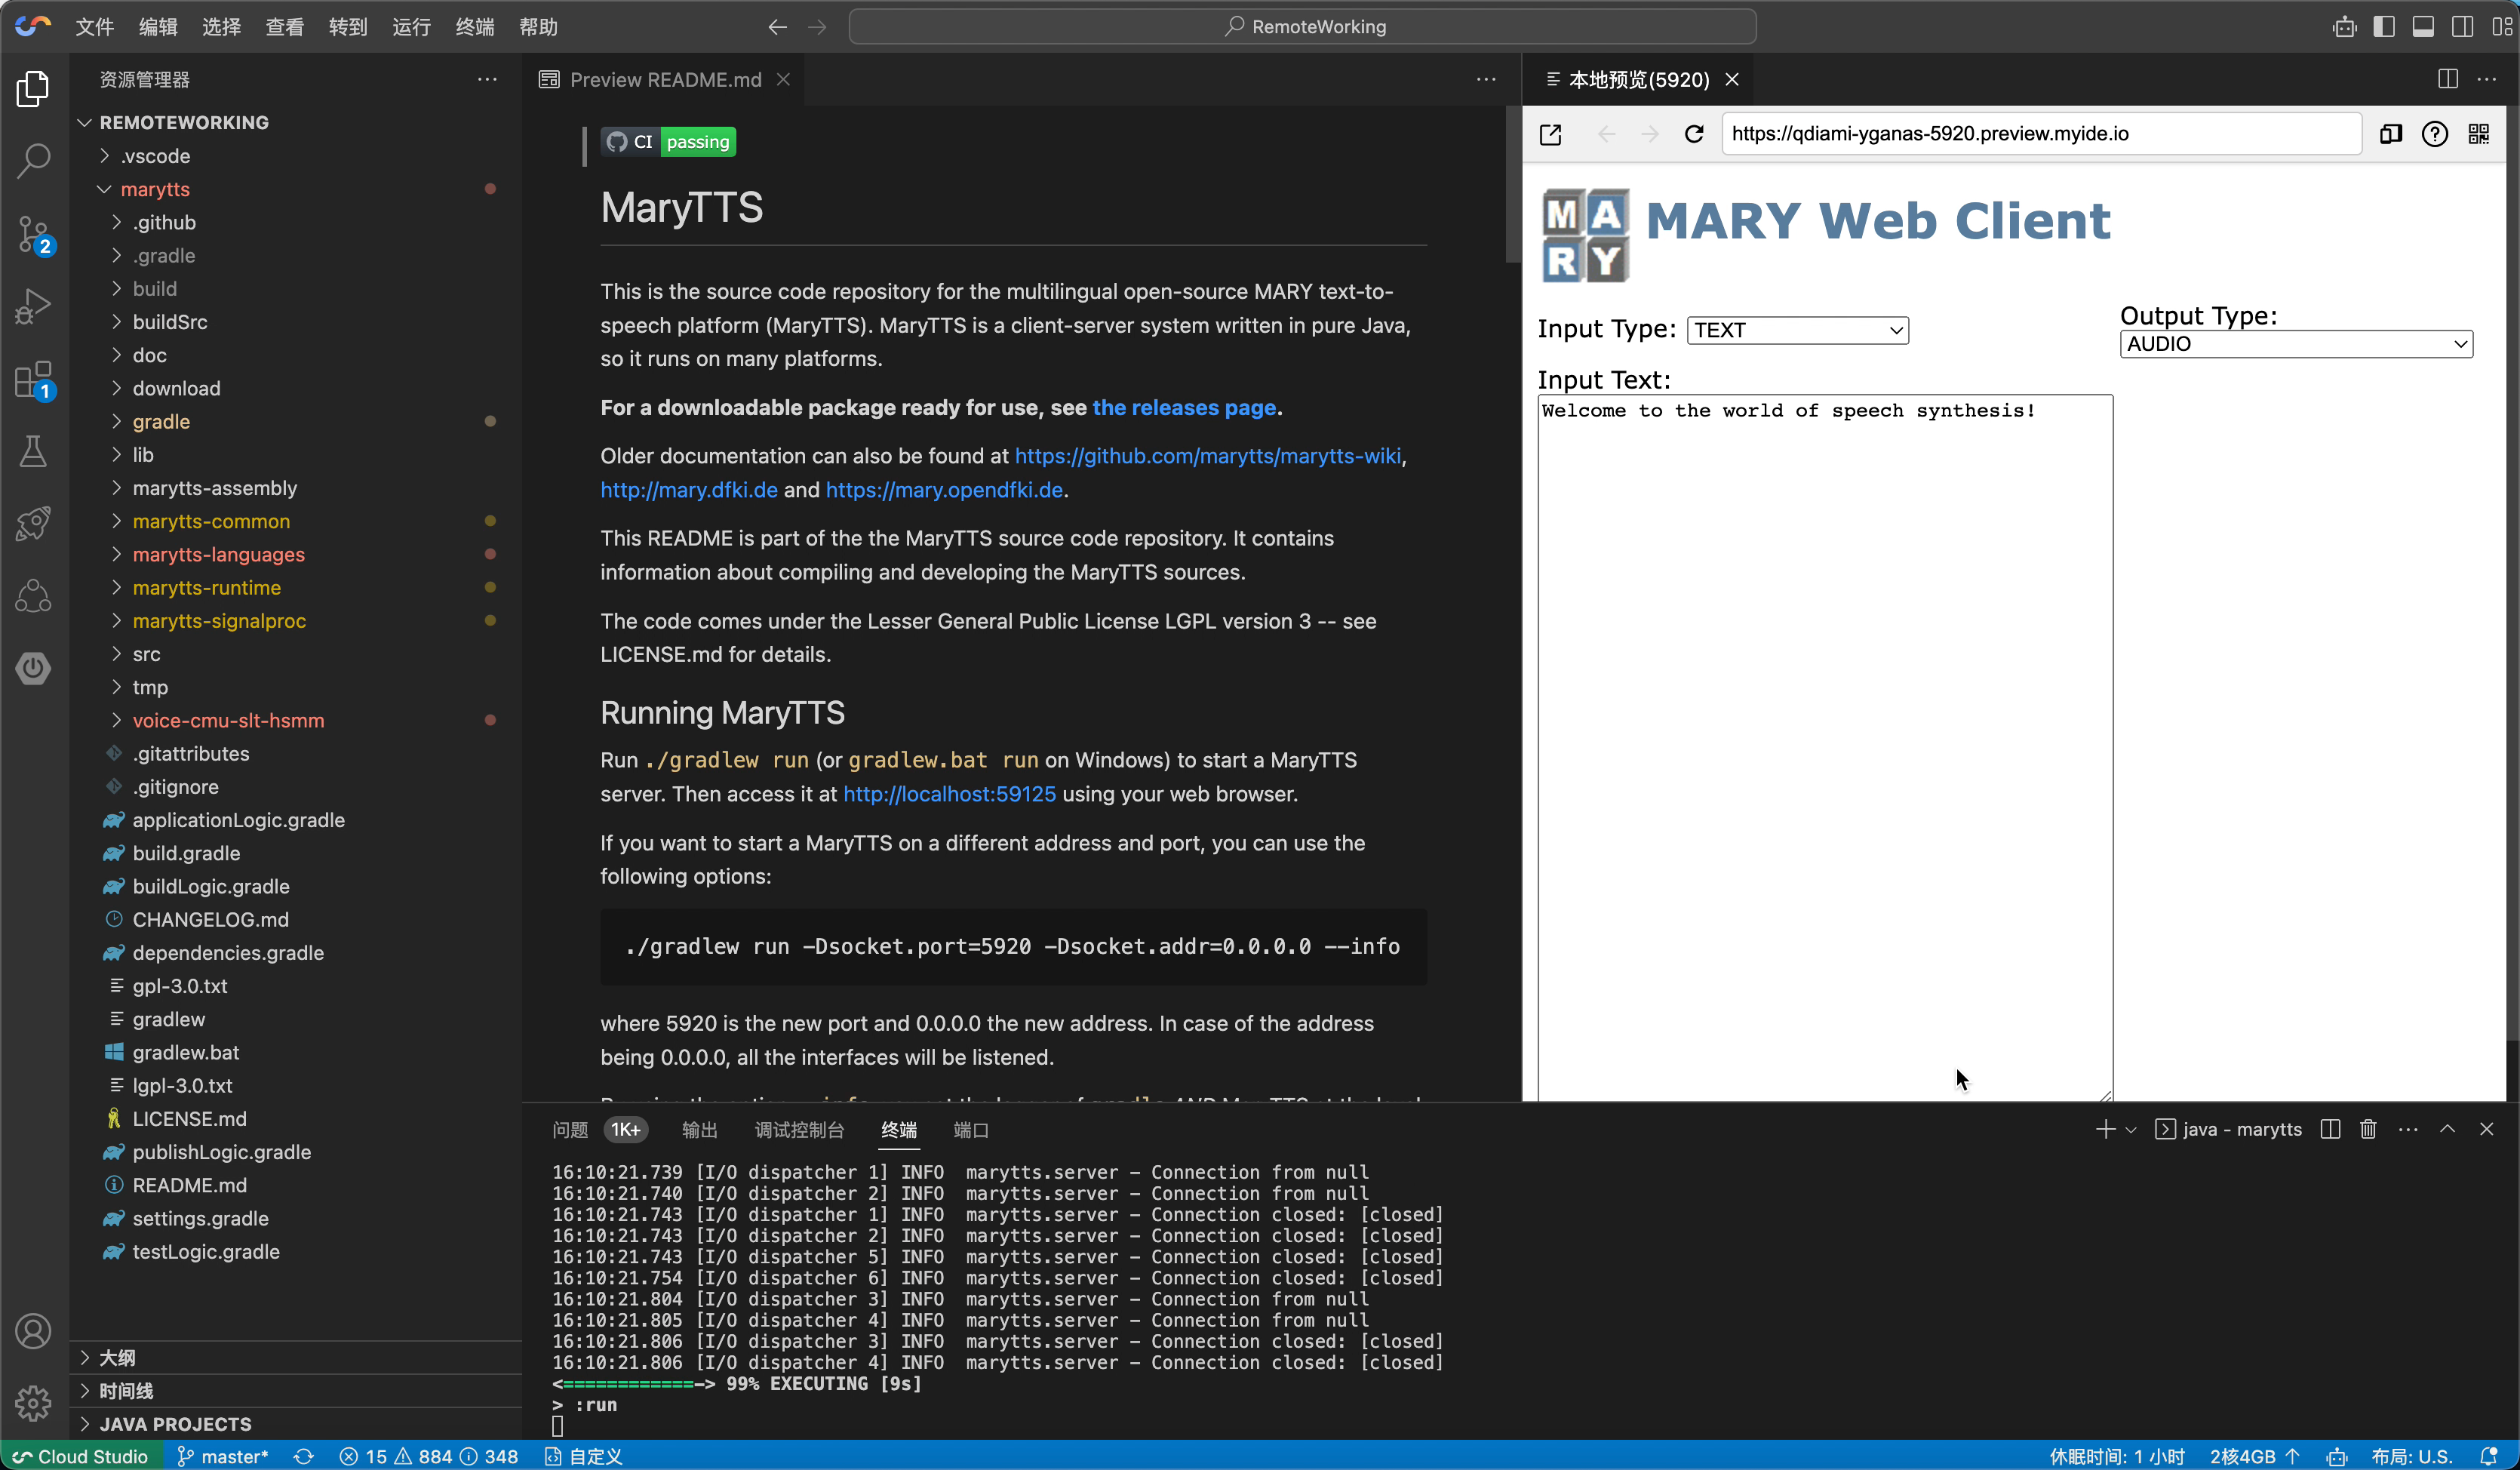 文件 编辑 选择 查看 转到 运行 终端 帮助
RemoteWorking
资源管理器
REMOTEWORKING
.vscode
marytts
.github
.gradle
build
buildSrc
doc
download
gradle
lib
marytts-assembly
marytts-common
marytts-languages
marytts-runtime
marytts-signalproc
src
tmp
voice-cmu-slt-hsmm
.gitattributes
.gitignore
applicationLogic.gradle
build.gradle
buildLogic.gradle
CHANGELOG.md
dependencies.gradle
gpl-3.0.txt
gradlew
gradlew.bat
lgpl-3.0.txt
LICENSE.md
publishLogic.gradle
README.md
settings.gradle
testLogic.gradle
大纲
时间线
JAVA PROJECTS
2
1
Preview README.md
CI passing
MaryTTS
This is the source code repository for the multilingual open-source MARY text-to-
speech platform (MaryTTS). MaryTTS is a client-server system written in pure Java,
so it runs on many platforms.
For a downloadable package ready for use, see the releases page.
Older documentation can also be found at https://github.com/marytts/marytts-wiki,
http://mary.dfki.de and https://mary.opendfki.de.
This README is part of the the MaryTTS source code repository. It contains
information about compiling and developing the MaryTTS sources.
The code comes under the Lesser General Public License LGPL version 3 -- see
LICENSE.md for details.
Running MaryTTS
Run ./gradlew run (or gradlew.bat run on Windows) to start a MaryTTS
server. Then access it at http://localhost:59125 using your web browser.
If you want to start a MaryTTS on a different address and port, you can use the
following options:
./gradlew run -Dsocket.port=5920 -Dsocket.addr=0.0.0.0 --info
where 5920 is the new port and 0.0.0.0 the new address. In case of the address
being 0.0.0.0, all the interfaces will be listened.
本地预览(5920)
https://qdiami-yganas-5920.preview.myide.io
MARY
MARY Web Client
Input Type: TEXT
Output Type:
AUDIO
Input Text:
Welcome to the world of speech synthesis!
问题 1K+ 输出 调试控制台 终端 端口
java - marytts
16:10:21.739 [I/O dispatcher 1] INFO  marytts.server - Connection from null
16:10:21.740 [I/O dispatcher 2] INFO  marytts.server - Connection from null
16:10:21.743 [I/O dispatcher 1] INFO  marytts.server - Connection closed: [closed]
16:10:21.743 [I/O dispatcher 2] INFO  marytts.server - Connection closed: [closed]
16:10:21.743 [I/O dispatcher 5] INFO  marytts.server - Connection closed: [closed]
16:10:21.754 [I/O dispatcher 6] INFO  marytts.server - Connection closed: [closed]
16:10:21.804 [I/O dispatcher 3] INFO  marytts.server - Connection from null
16:10:21.805 [I/O dispatcher 4] INFO  marytts.server - Connection from null
16:10:21.806 [I/O dispatcher 3] INFO  marytts.server - Connection closed: [closed]
16:10:21.806 [I/O dispatcher 4] INFO  marytts.server - Connection closed: [closed]
<============-> 99% EXECUTING [9s]
> :run
Cloud Studio master* 15 884 348 自定义
休眠时间: 1 小时 2核4GB 布局: U.S.